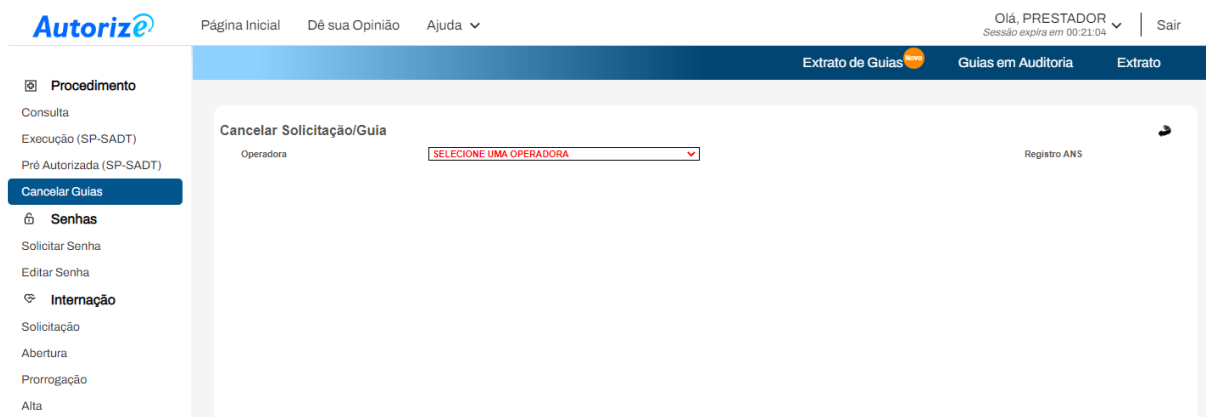 Autorize
Página Inicial Dê sua Opinião Ajuda
Olá, PRESTADOR
Sessão expira em 00:21:04
Sair
Extrato de Guias Novo Guias em Auditoria Extrato
Procedimento
Consulta
Execução (SP-SADT)
Pré Autorizada (SP-SADT)
Cancelar Guias
Senhas
Solicitar Senha
Editar Senha
Internação
Solicitação
Abertura
Prorrogação
Alta
Cancelar Solicitação/Guia
Operadora SELECIONE UMA OPERADORA Registro ANS